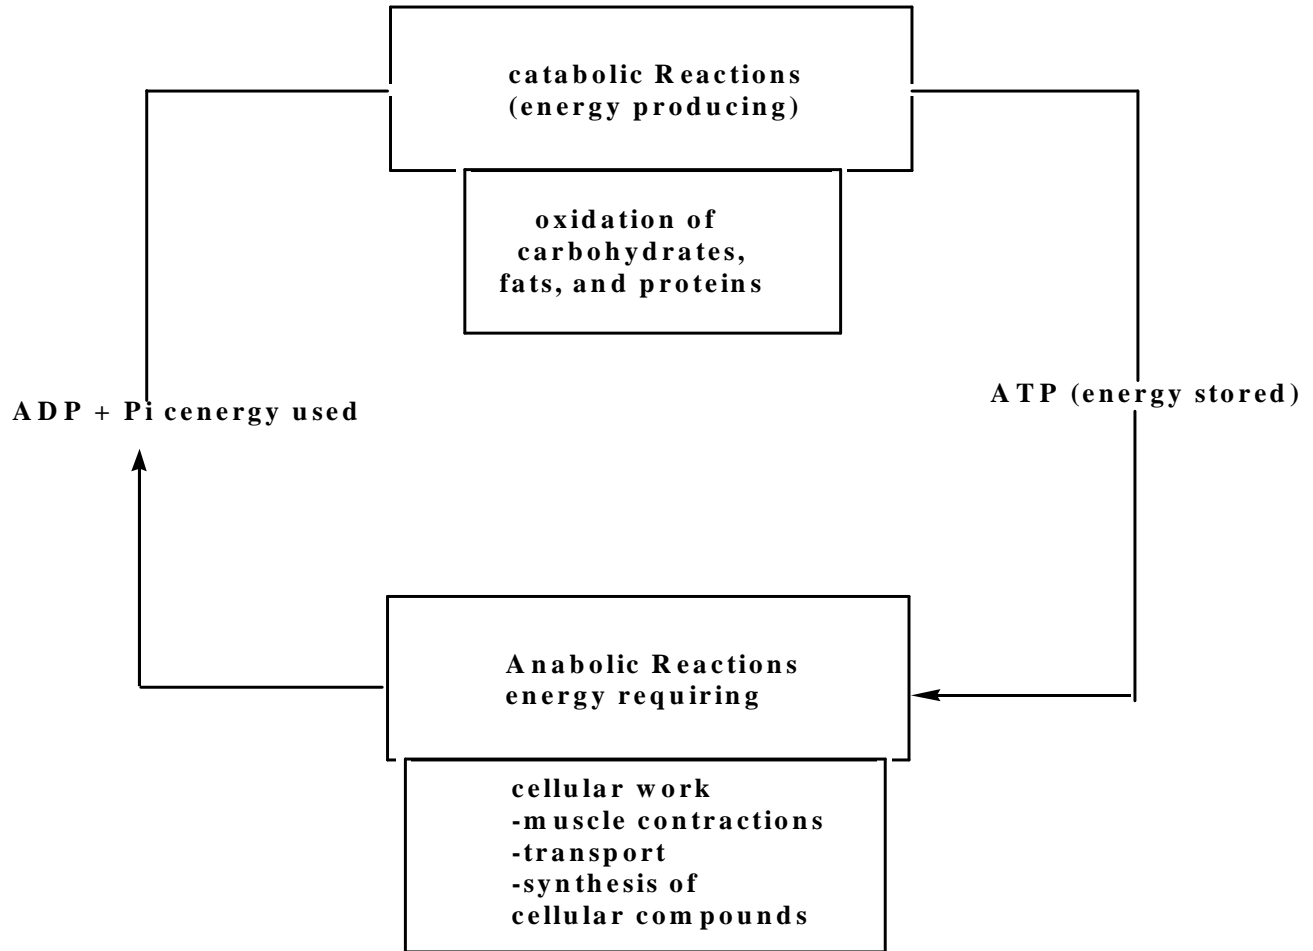 catabolic Reactions
(energy producing)
oxidation of
carbohydrates,
fats, and proteins
ADP + Pi cenergy used
ATP (energy stored)
Anabolic Reactions
energy requiring
cellular work
-muscle contractions
-transport
-synthesis of
cellular compounds